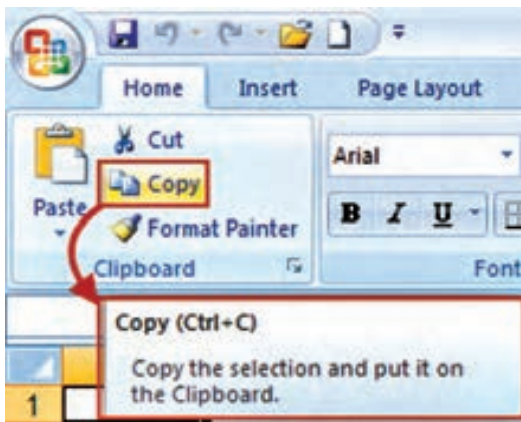 Home Insert Page Layout
Cut
Copy
Paste
Format Painter
Clipboard
Arial
B I U
Font
Copy (Ctrl+C)
Copy the selection and put it on
the Clipboard.
1